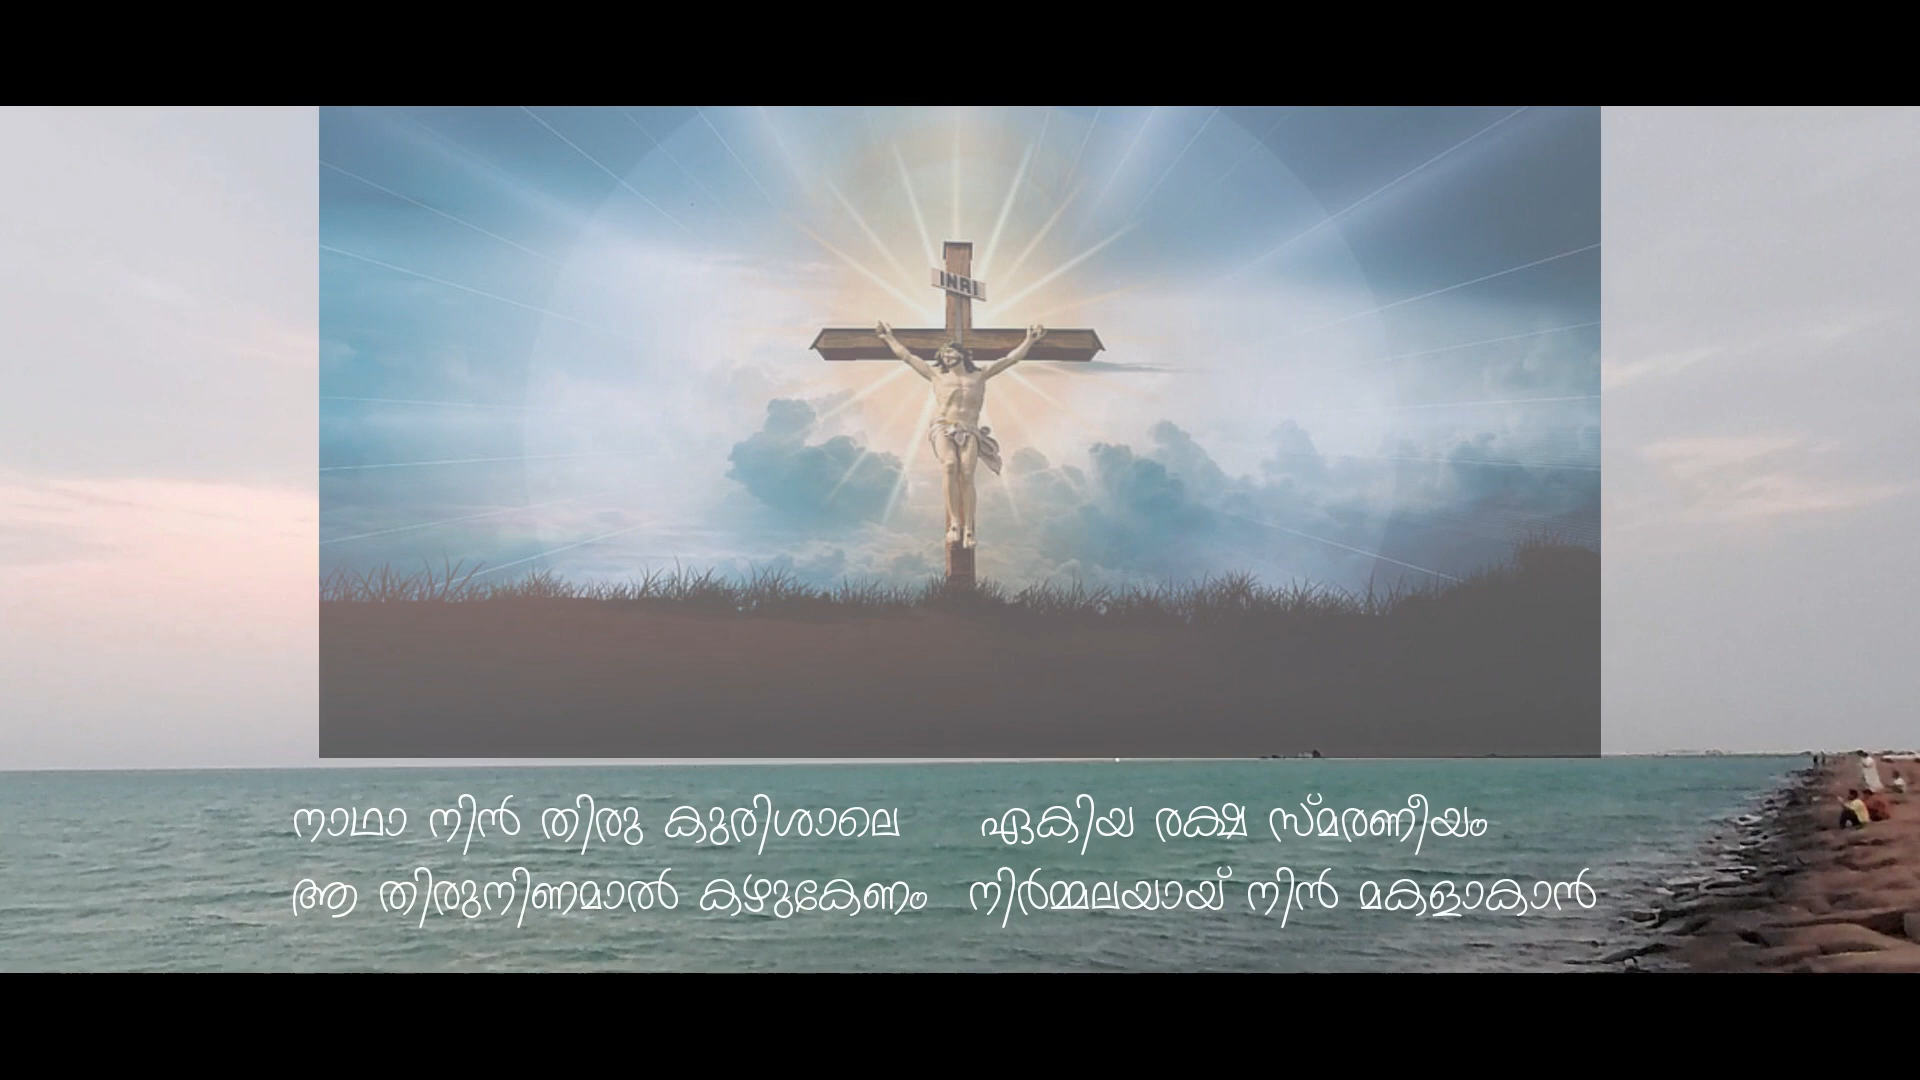 INRI
നാഥാ നിൻ തിരു കുരിശാലെ ഏകിയ രക്ഷ സ്മരണീയം
ആ തിരുനിണമാൽ കഴുകേണം നിർമ്മലയായ് നിൻ മകളാകാൻ